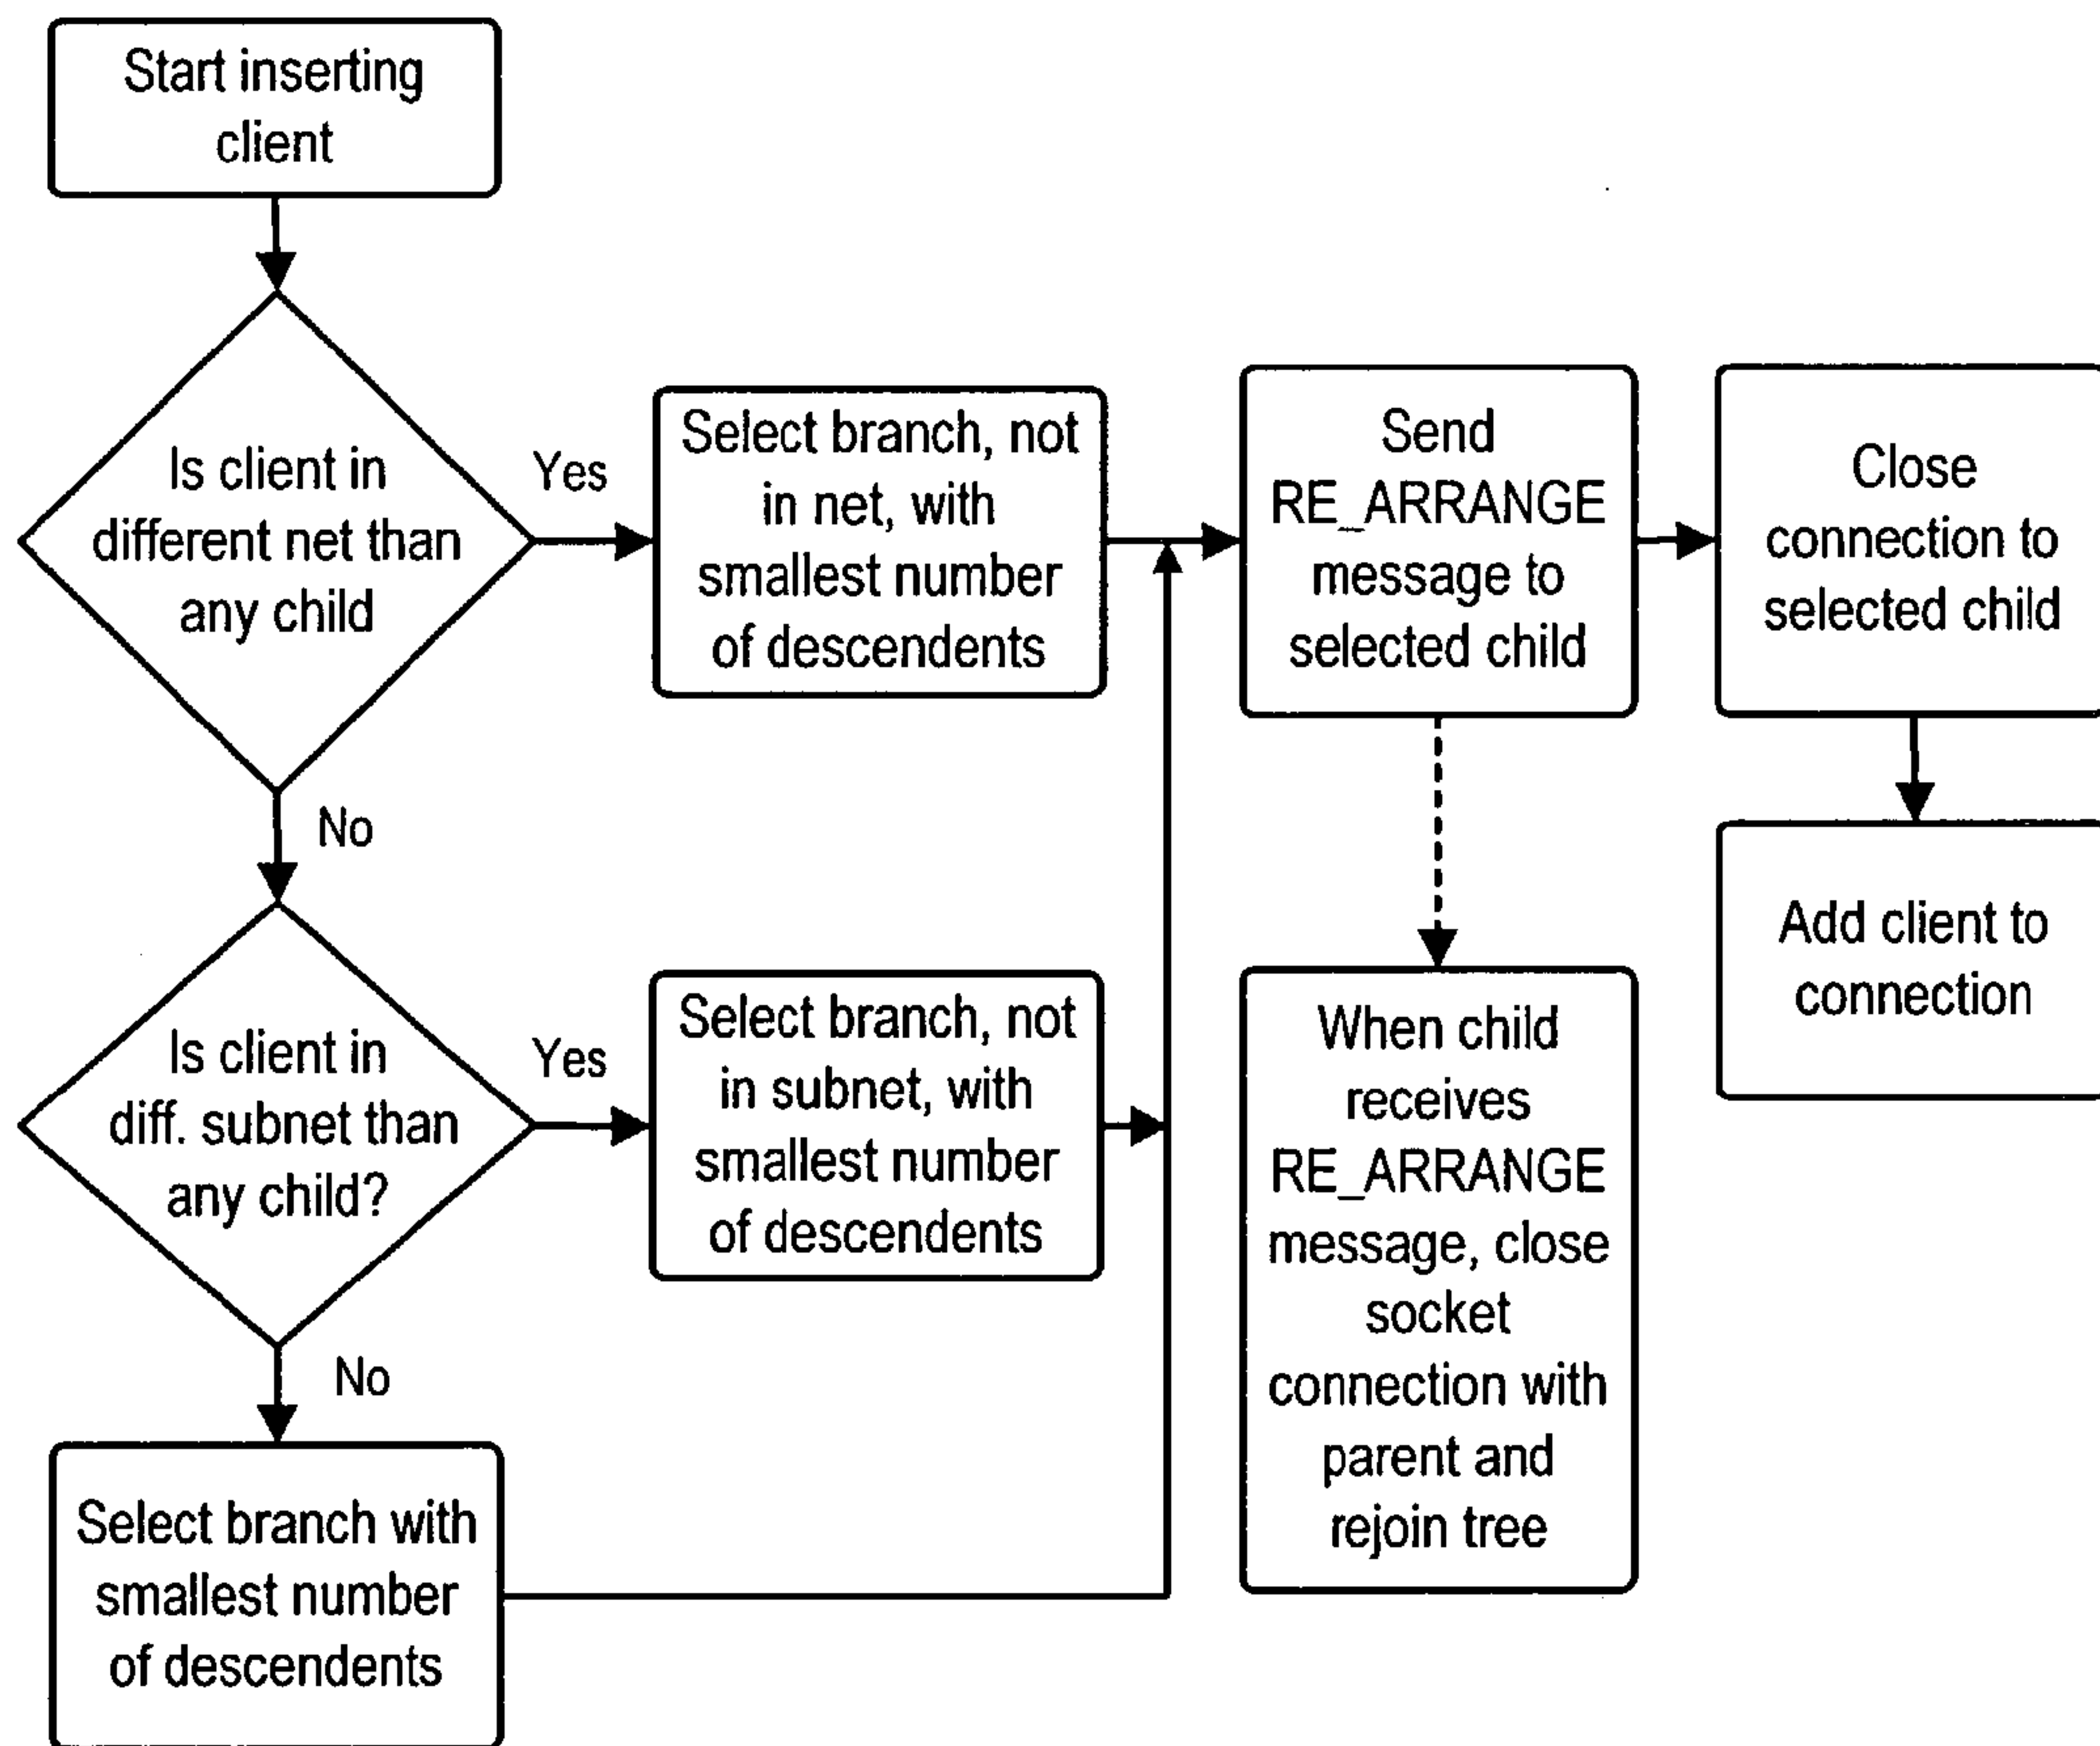 Start inserting
client
Is client in
different net than
any child
Yes
Select branch, not
in net, with
smallest number
of descendents
Send
RE_ARRANGE
message to
selected child
Close
connection to
selected child
No
Add client to
connection
Is client in
diff. subnet than
any child?
Yes
Select branch, not
in subnet, with
smallest number
of descendents
When child
receives
RE_ARRANGE
message, close
socket
connection with
parent and
rejoin tree
No
Select branch with
smallest number
of descendents